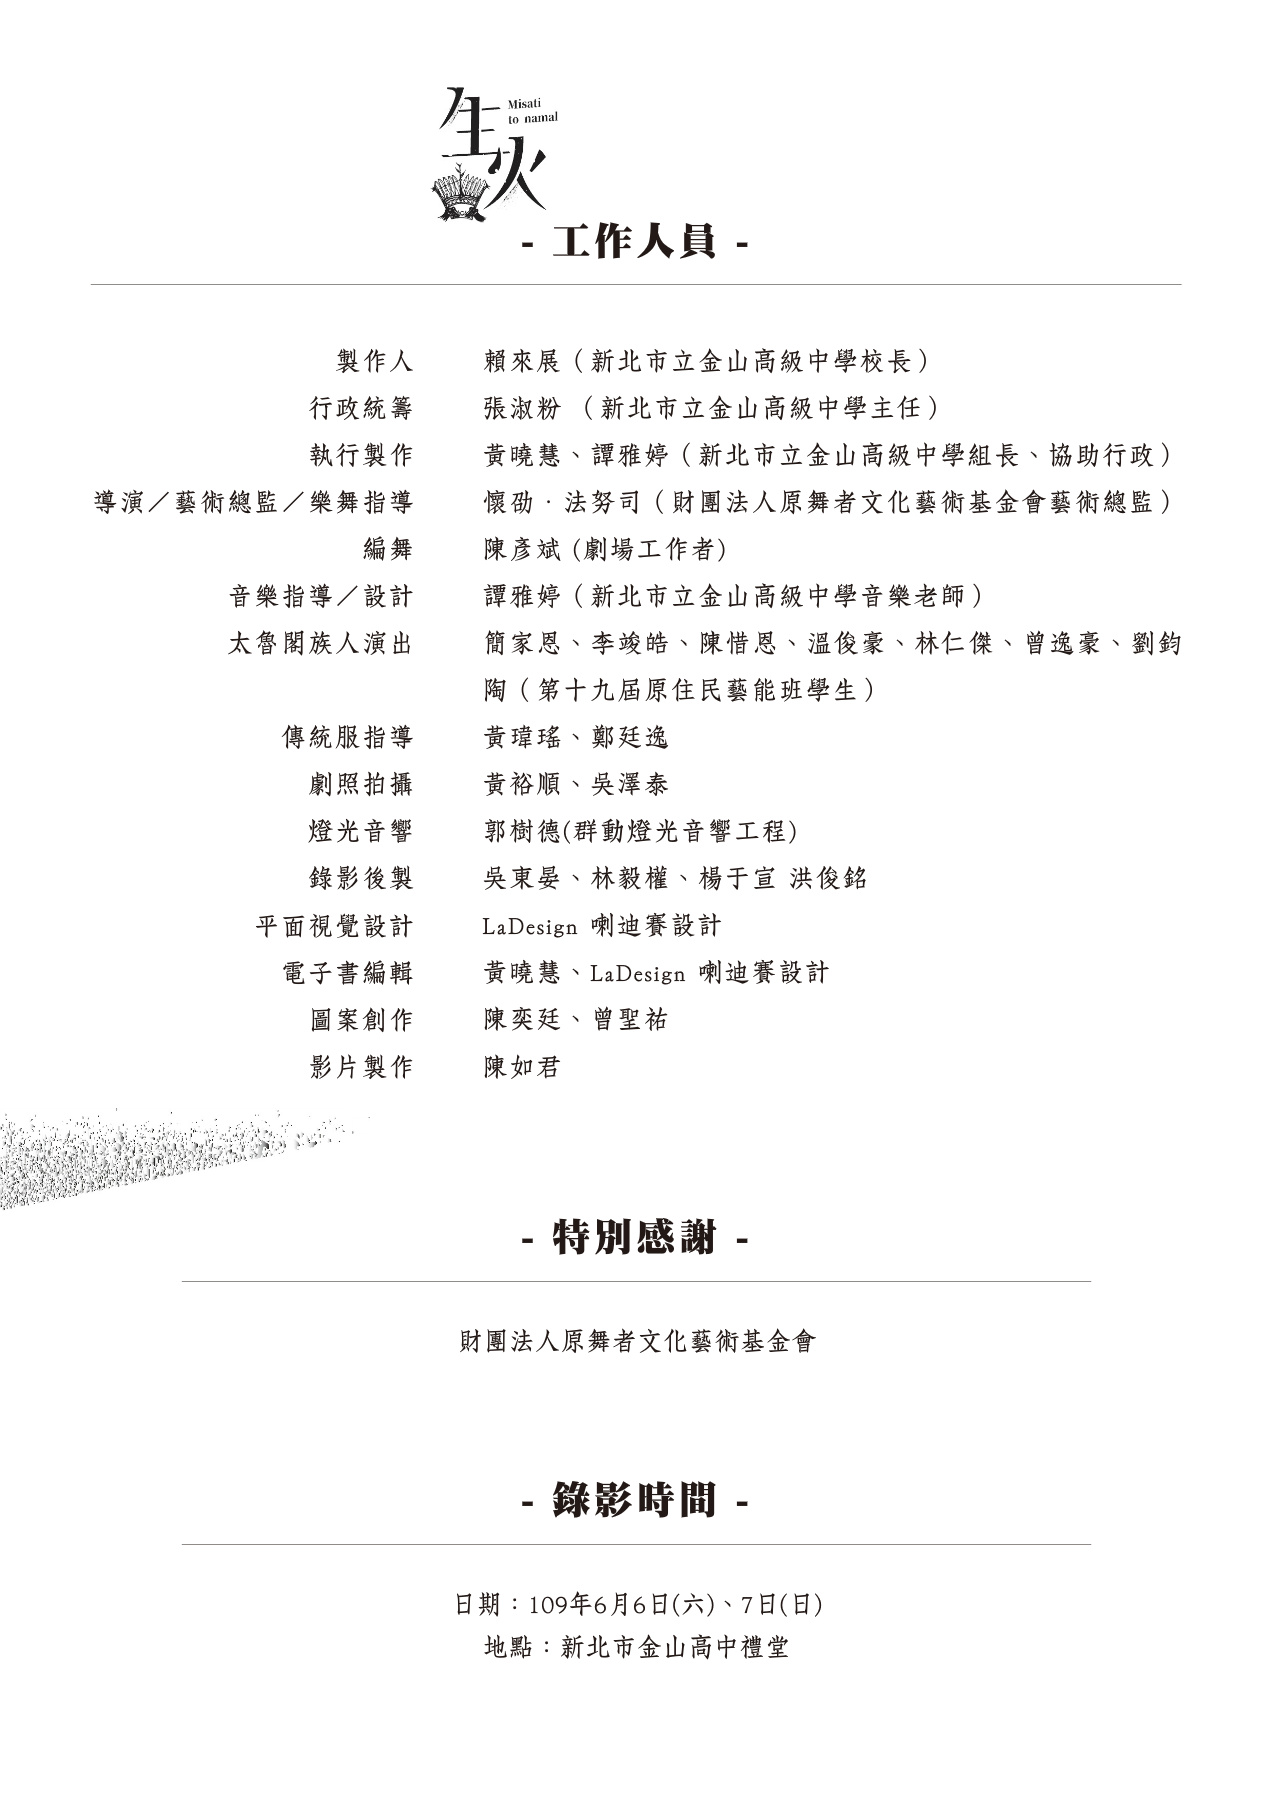 生火
Misati
to namal
- 工作人員 -
製作人 賴來展（新北市立金山高級中學校長）
行政統籌 張淑粉 （新北市立金山高級中學主任）
執行製作 黃曉慧、譚雅婷（新北市立金山高級中學組長、協助行政）
導演／藝術總監／樂舞指導 懷劭‧法努司（財團法人原舞者文化藝術基金會藝術總監）
編舞 陳彥斌 (劇場工作者)
音樂指導／設計 譚雅婷（新北市立金山高級中學音樂老師）
太魯閣族人演出 簡家恩、李竣皓、陳惜恩、溫俊豪、林仁傑、曾逸豪、劉鈞
陶（第十九屆原住民藝能班學生）
傳統服指導 黃瑋瑤、鄭廷逸
劇照拍攝 黃裕順、吳澤泰
燈光音響 郭樹德(群動燈光音響工程)
錄影後製 吳東晏、林毅權、楊于宣 洪俊銘
平面視覺設計 LaDesign 喇迪賽設計
電子書編輯 黃曉慧、LaDesign 喇迪賽設計
圖案創作 陳奕廷、曾聖祐
影片製作 陳如君
- 特別感謝 -
財團法人原舞者文化藝術基金會
- 錄影時間 -
日期：109年6月6日(六)、7日(日)
地點：新北市金山高中禮堂